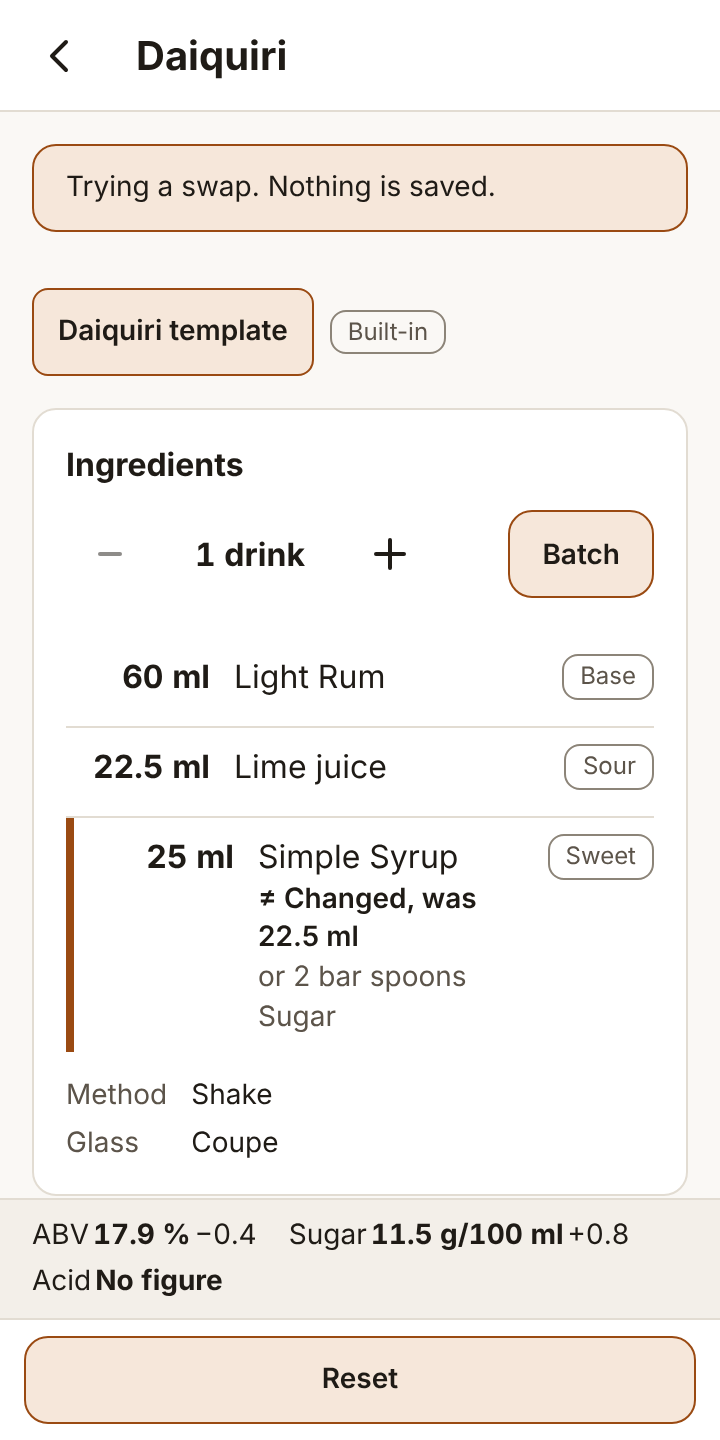 Daiquiri
Trying a swap. Nothing is saved.
Daiquiri template
Built-in
Ingredients
1 drink
Batch
60 ml Light Rum Base
22.5 ml Lime juice Sour
25 ml Simple Syrup Sweet
≠ Changed, was
22.5 ml
or 2 bar spoons
Sugar
Method Shake
Glass Coupe
ABV 17.9 % −0.4 Sugar 11.5 g/100 ml +0.8
Acid No figure
Reset